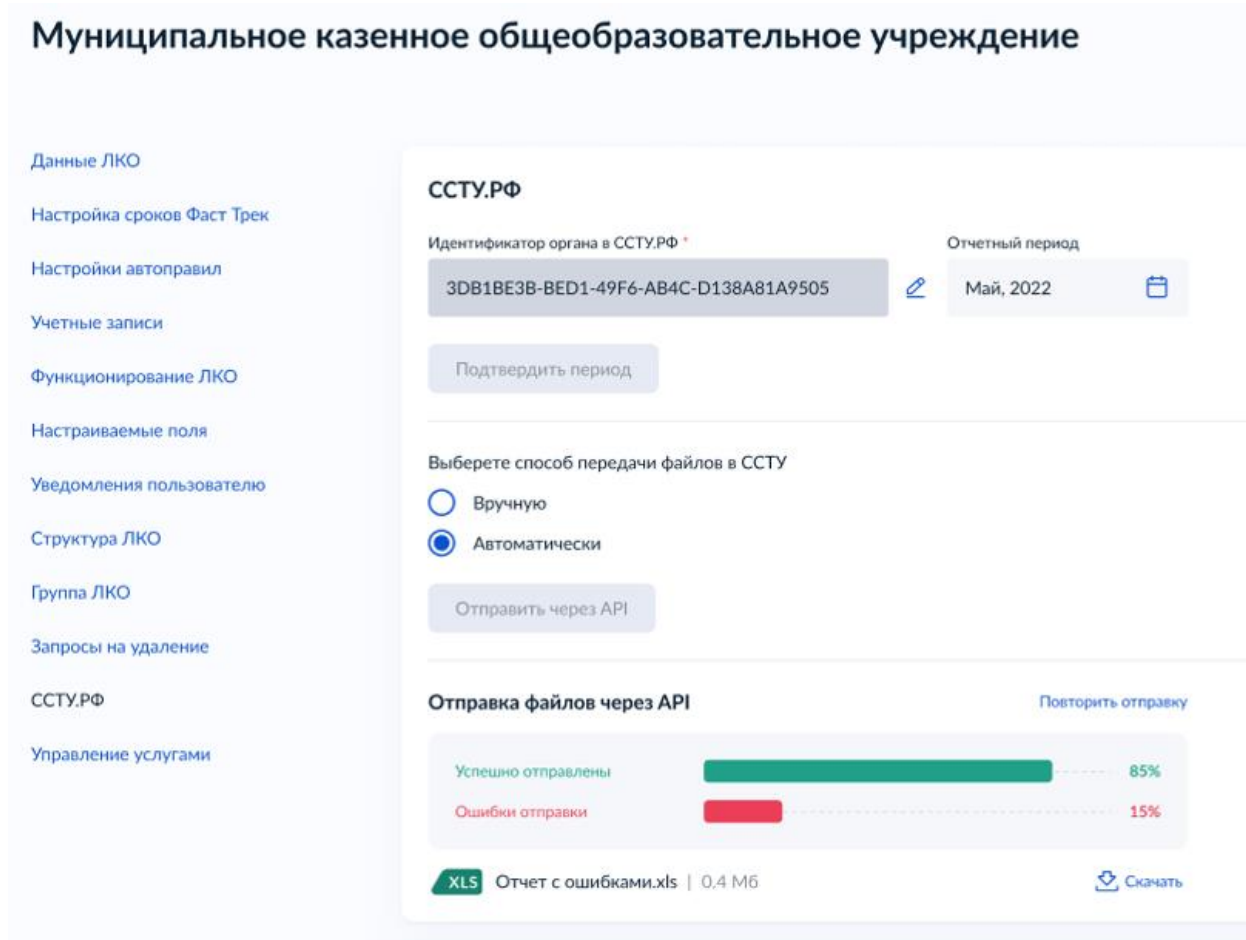 Муниципальное казенное общеобразовательное учреждение
Данные ЛКО
Настройка сроков Фаст Трек
Настройки автоправил
Учетные записи
Функционирование ЛКО
Настраиваемые поля
Уведомления пользователю
Структура ЛКО
Группа ЛКО
Запросы на удаление
ССТУ.РФ
Управление услугами
ССТУ.РФ
Идентификатор органа в ССТУ.РФ *
Отчетный период
3DB1BE3B-BED1-49F6-AB4C-D138A81A9505
Май, 2022
Подтвердить период
Выберете способ передачи файлов в ССТУ
Вручную
Автоматически
Отправить через API
Отправка файлов через API
Повторить отправку
Успешно отправлены 85%
Ошибки отправки 15%
XLS Отчет с ошибками.xls | 0.4 Мб
Скачать